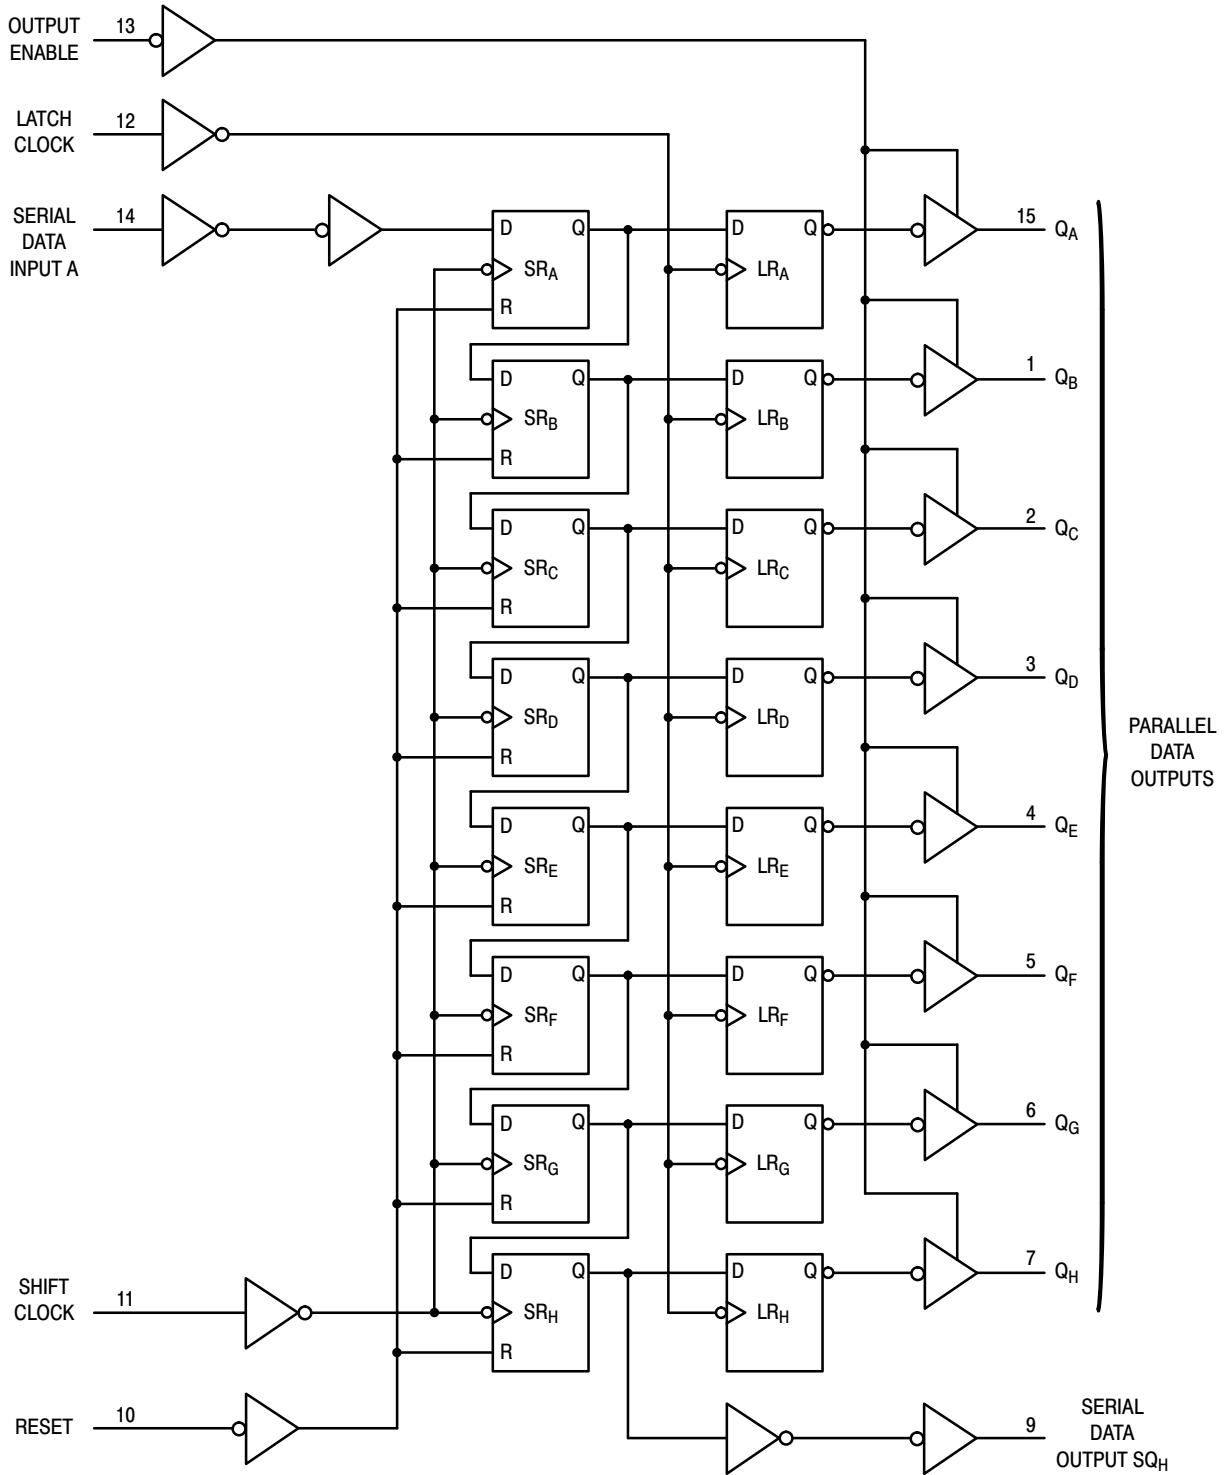 OUTPUT
ENABLE
13
LATCH
CLOCK
12
SERIAL
DATA
INPUT A
14
D Q
SRA
R
D Q
LRA
15 QA
D Q
SRB
R
D Q
LRB
1 QB
D Q
SRC
R
D Q
LRC
2 QC
D Q
SRD
R
D Q
LRD
3 QD
PARALLEL
DATA
OUTPUTS
D Q
SRE
R
D Q
LRE
4 QE
D Q
SRF
R
D Q
LRF
5 QF
D Q
SRG
R
D Q
LRG
6 QG
D Q
SRH
R
D Q
LRH
7 QH
SHIFT
CLOCK
11
RESET
10
9
SERIAL
DATA
OUTPUT SQH